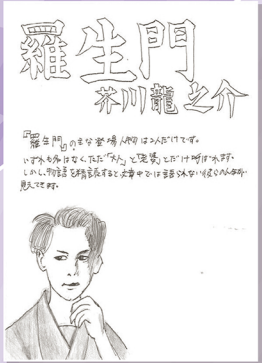 羅生門
芥川龍之介
『羅生門』の主な登場人物は2人だけです。
いずれも名はなく、ただ「下人」と「老婆」とだけ呼ばれます。
しかし、物語を精読すると文章中では語られない彼らの
見えてきます。